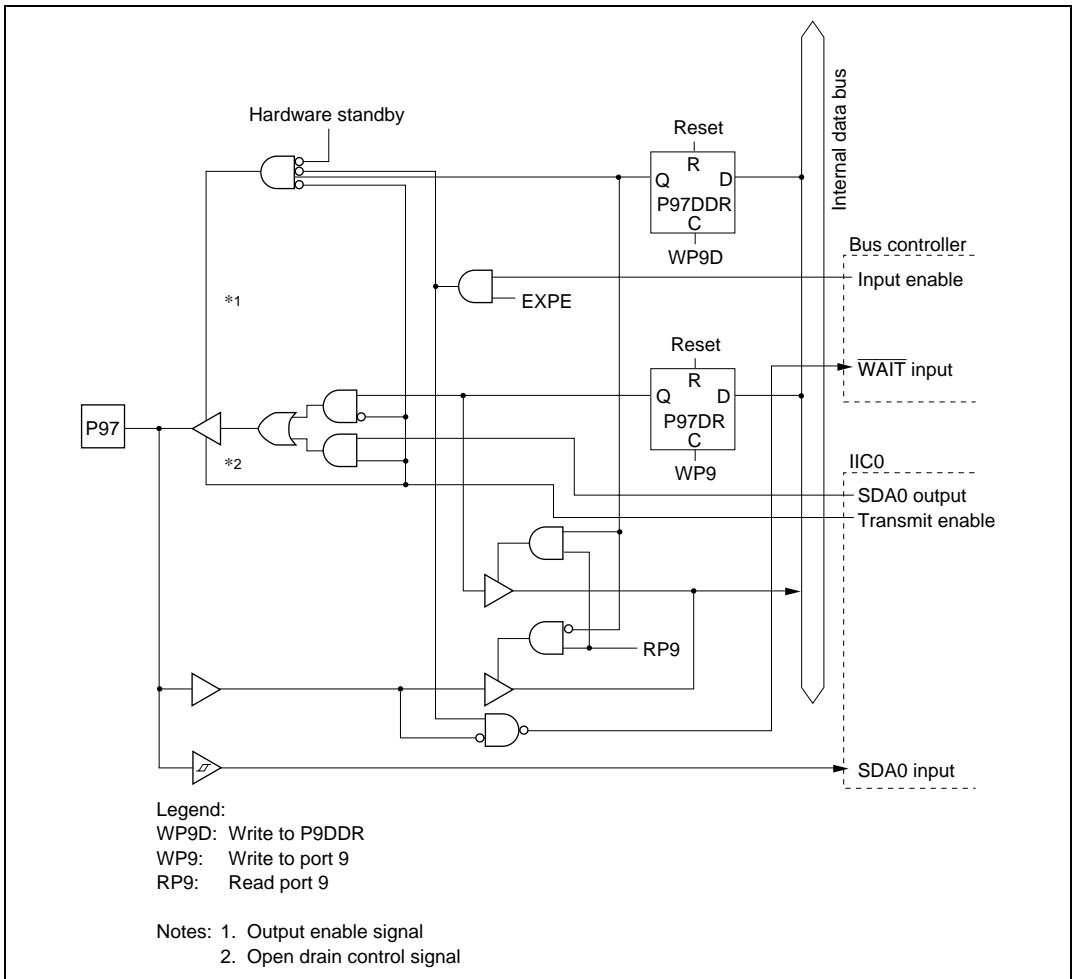 Hardware standby
Reset
R
Q D
P97DDR
C
WP9D
Internal data bus
Bus controller
Input enable
EXPE
*1
Reset
R
Q D
P97DR
C
WP9
WAIT input
P97
*2
IIC0
SDA0 output
Transmit enable
RP9
SDA0 input
Legend:
WP9D: Write to P9DDR
WP9: Write to port 9
RP9: Read port 9
Notes: 1. Output enable signal
2. Open drain control signal